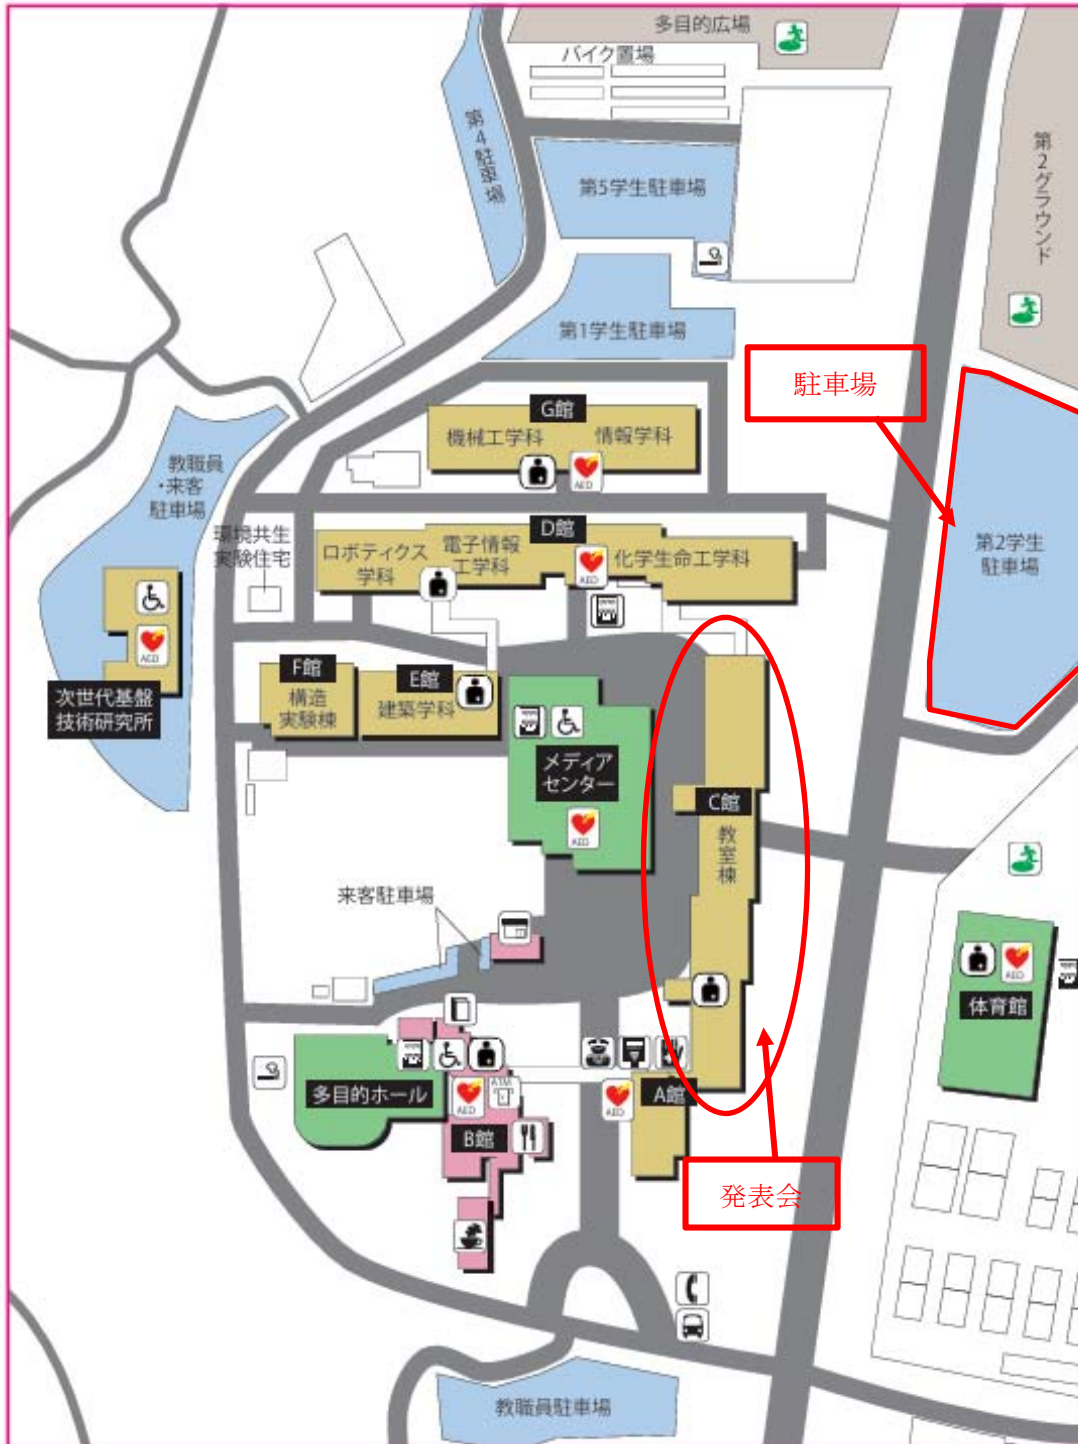 多目的広場
バイク置場
第4駐車場
第5学生駐車場
第2グラウンド
第1学生駐車場
駐車場
G館
機械工学科
情報学科
AED
教職員
・来客
駐車場
環境共生
実験住宅
D館
ロボティクス
学科
電子情報
工学科
化学生命工学科
AED
第2学生
駐車場
AED
次世代基盤
技術研究所
F館
構造
実験棟
E館
建築学科
メディア
センター
AED
C館
教室棟
来客駐車場
AED
体育館
多目的ホール
AED
ATM
B館
AED
A館
発表会
教職員駐車場